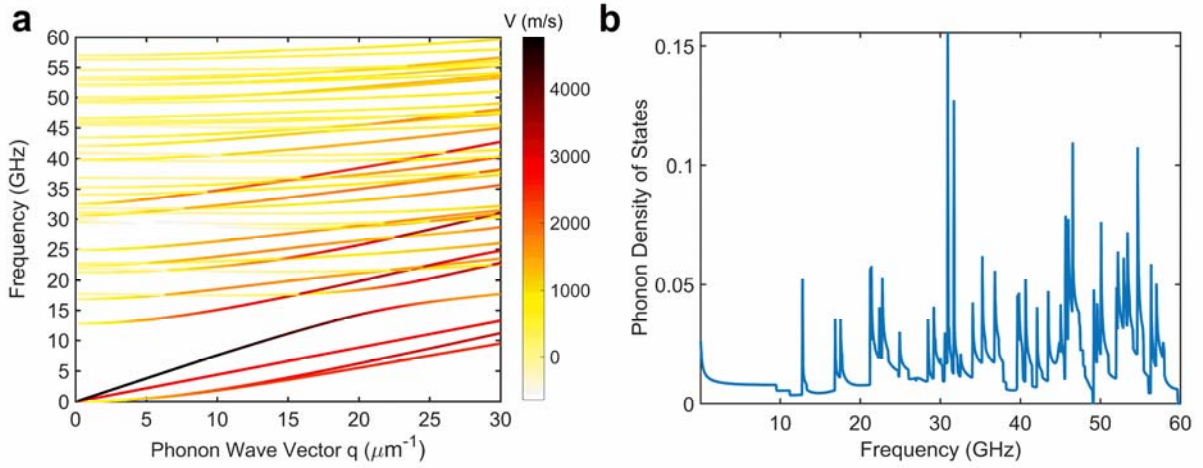 a
V (m/s)
60
55
50
45
40
35
30
25
20
15
10
5
0
Frequency (GHz)
0 5 10 15 20 25 30
Phonon Wave Vector q (μm⁻¹)
4000
3000
2000
1000
0
b
0.15
0.1
0.05
0
Phonon Density of States
10 20 30 40 50 60
Frequency (GHz)